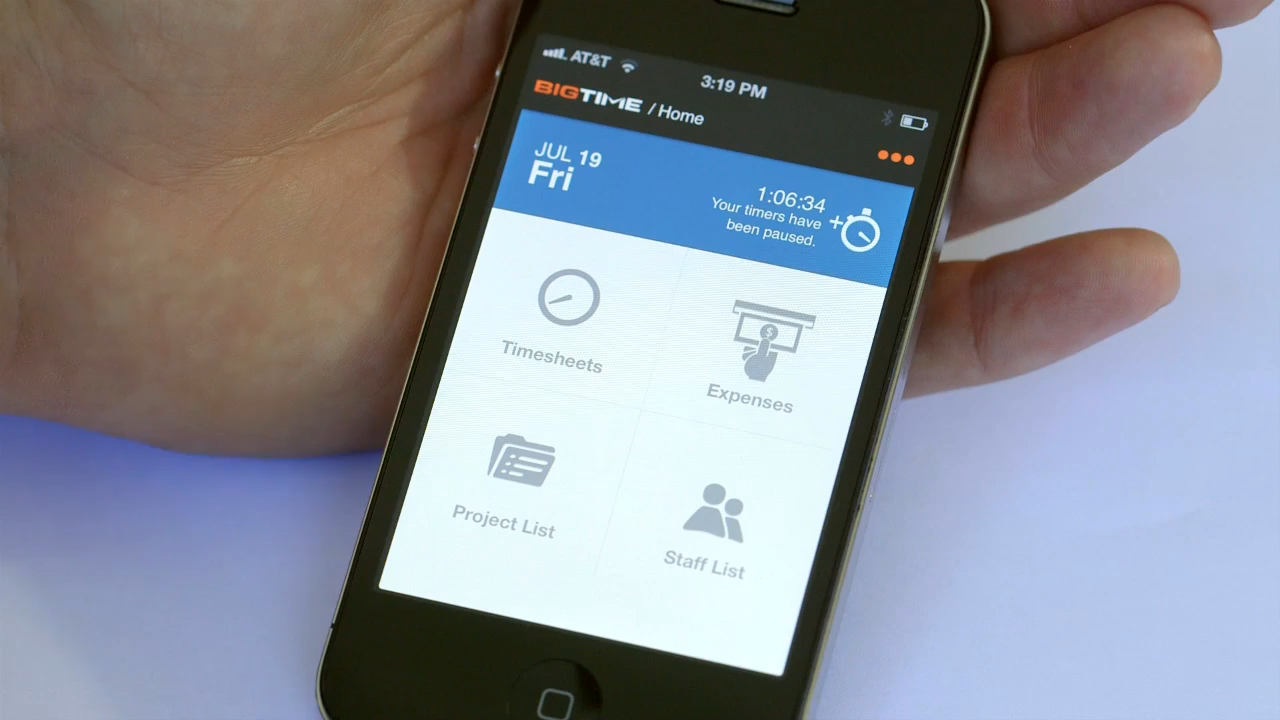 AT&T
3:19 PM
BIGTIME / Home
JUL 19
Fri
1:06:34
Your timers have
been paused.
+
Timesheets
$
Expenses
Project List
Staff List